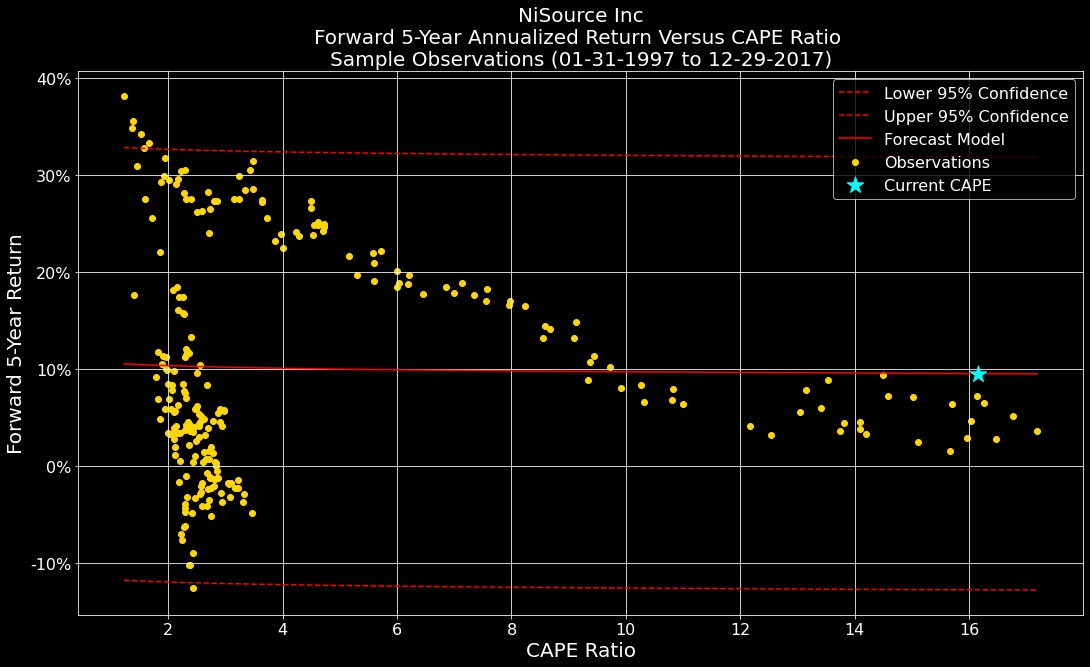 NiSource Inc
Forward 5-Year Annualized Return Versus CAPE Ratio
Sample Observations (01-31-1997 to 12-29-2017)
Lower 95% Confidence
Upper 95% Confidence
Forecast Model
Observations
Current CAPE
Forward 5-Year Return
40%
30%
20%
10%
0%
-10%
2 4 6 8 10 12 14 16
CAPE Ratio